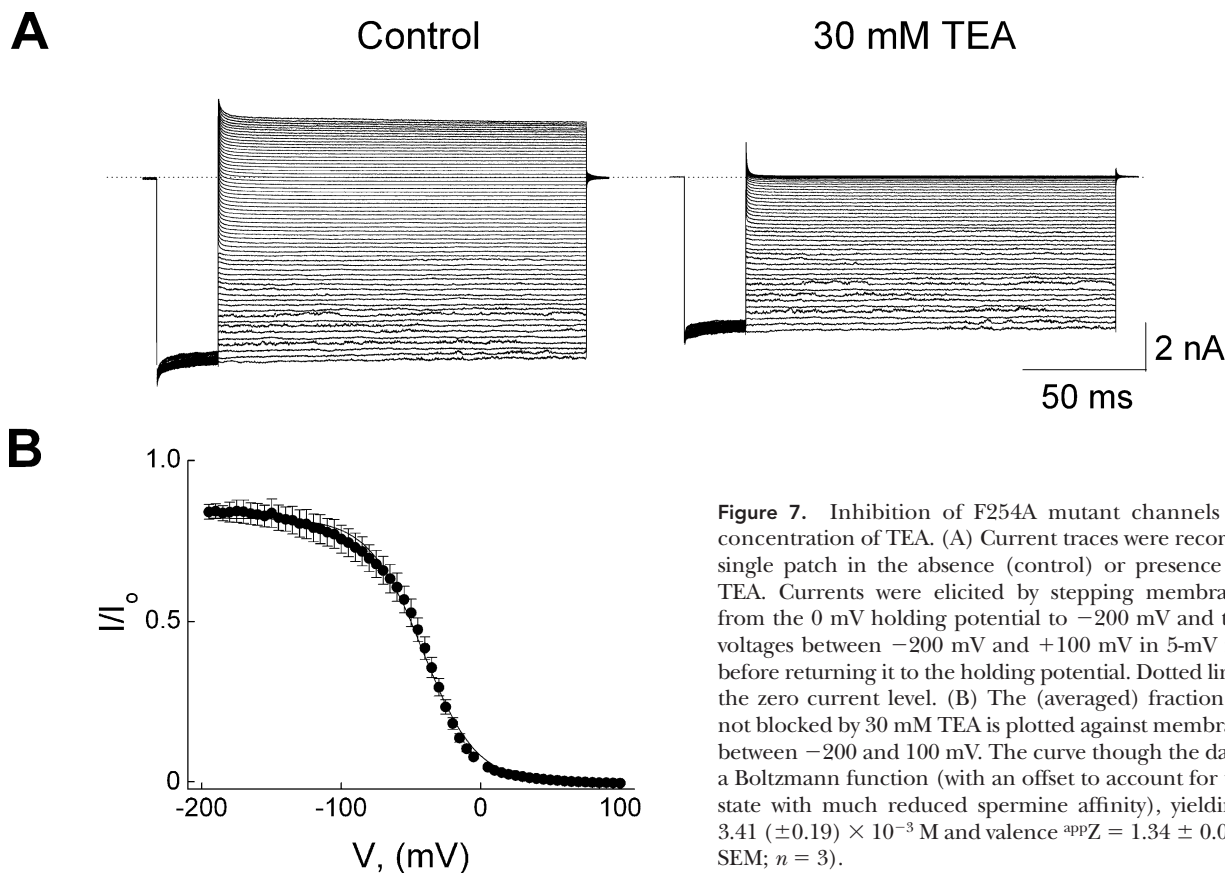 A
Control
30 mM TEA
2 nA
50 ms
B
1.0
0.5
0
I/Io
-200
-100
0
100
V, (mV)
Figure 7. Inhibition of F254A mutant channels
concentration of TEA. (A) Current traces were recor
single patch in the absence (control) or presence
TEA. Currents were elicited by stepping membra
from the 0 mV holding potential to −200 mV and t
voltages between −200 mV and +100 mV in 5-mV
before returning it to the holding potential. Dotted lin
the zero current level. (B) The (averaged) fraction
not blocked by 30 mM TEA is plotted against membra
between −200 and 100 mV. The curve though the da
a Boltzmann function (with an offset to account for
state with much reduced spermine affinity), yieldin
3.41 (±0.19) × 10⁻³ M and valence ᵃᵖᵖZ = 1.34 ± 0.0
SEM; n = 3).